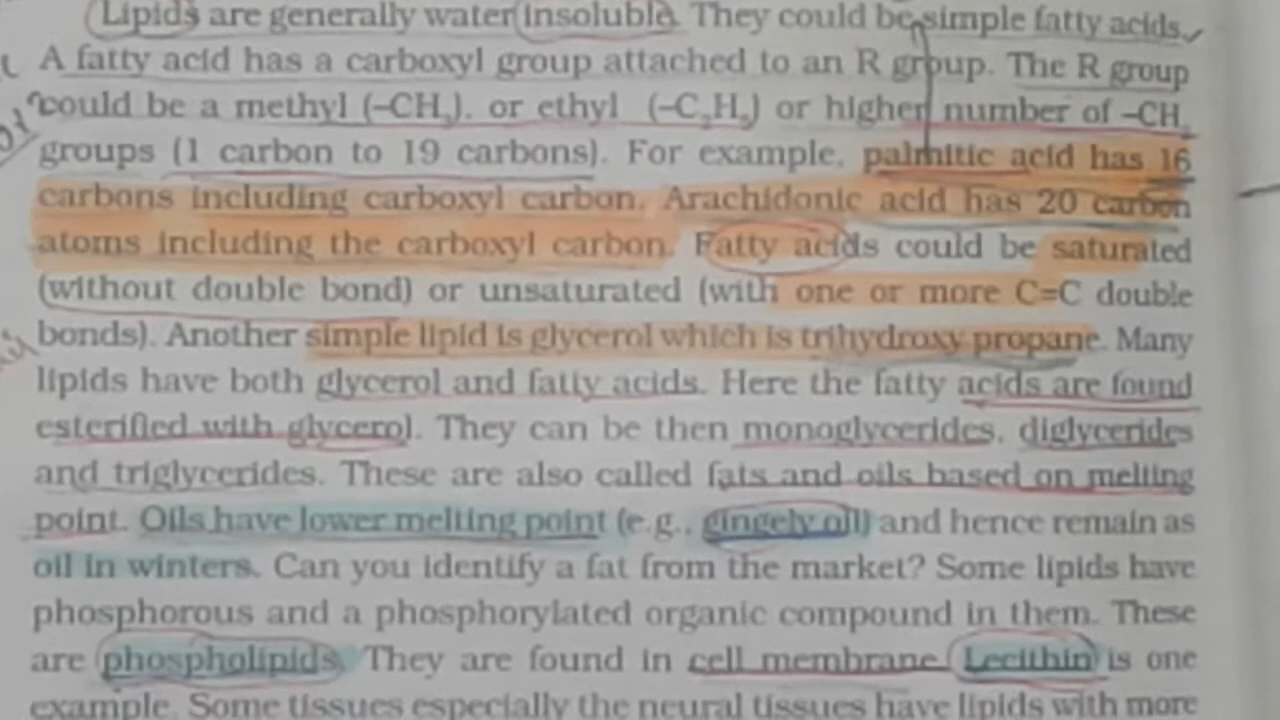 Lipids are generally water insoluble. They could be simple fatty acids.
A fatty acid has a carboxyl group attached to an R group. The R group
could be a methyl (–CH₃), or ethyl (–C₂H₅) or higher number of –CH₂
groups (1 carbon to 19 carbons). For example, palmitic acid has 16
carbons including carboxyl carbon. Arachidonic acid has 20 carbon
atoms including the carboxyl carbon. Fatty acids could be saturated
(without double bond) or unsaturated (with one or more C=C double
bonds). Another simple lipid is glycerol which is trihydroxy propane. Many
lipids have both glycerol and fatty acids. Here the fatty acids are found
esterified with glycerol. They can be then monoglycerides, diglycerides
and triglycerides. These are also called fats and oils based on melting
point. Oils have lower melting point (e.g., gingely oil) and hence remain as
oil in winters. Can you identify a fat from the market? Some lipids have
phosphorous and a phosphorylated organic compound in them. These
are phospholipids. They are found in cell membrane. Lecithin is one
example. Some tissues especially the neural tissues have lipids with more